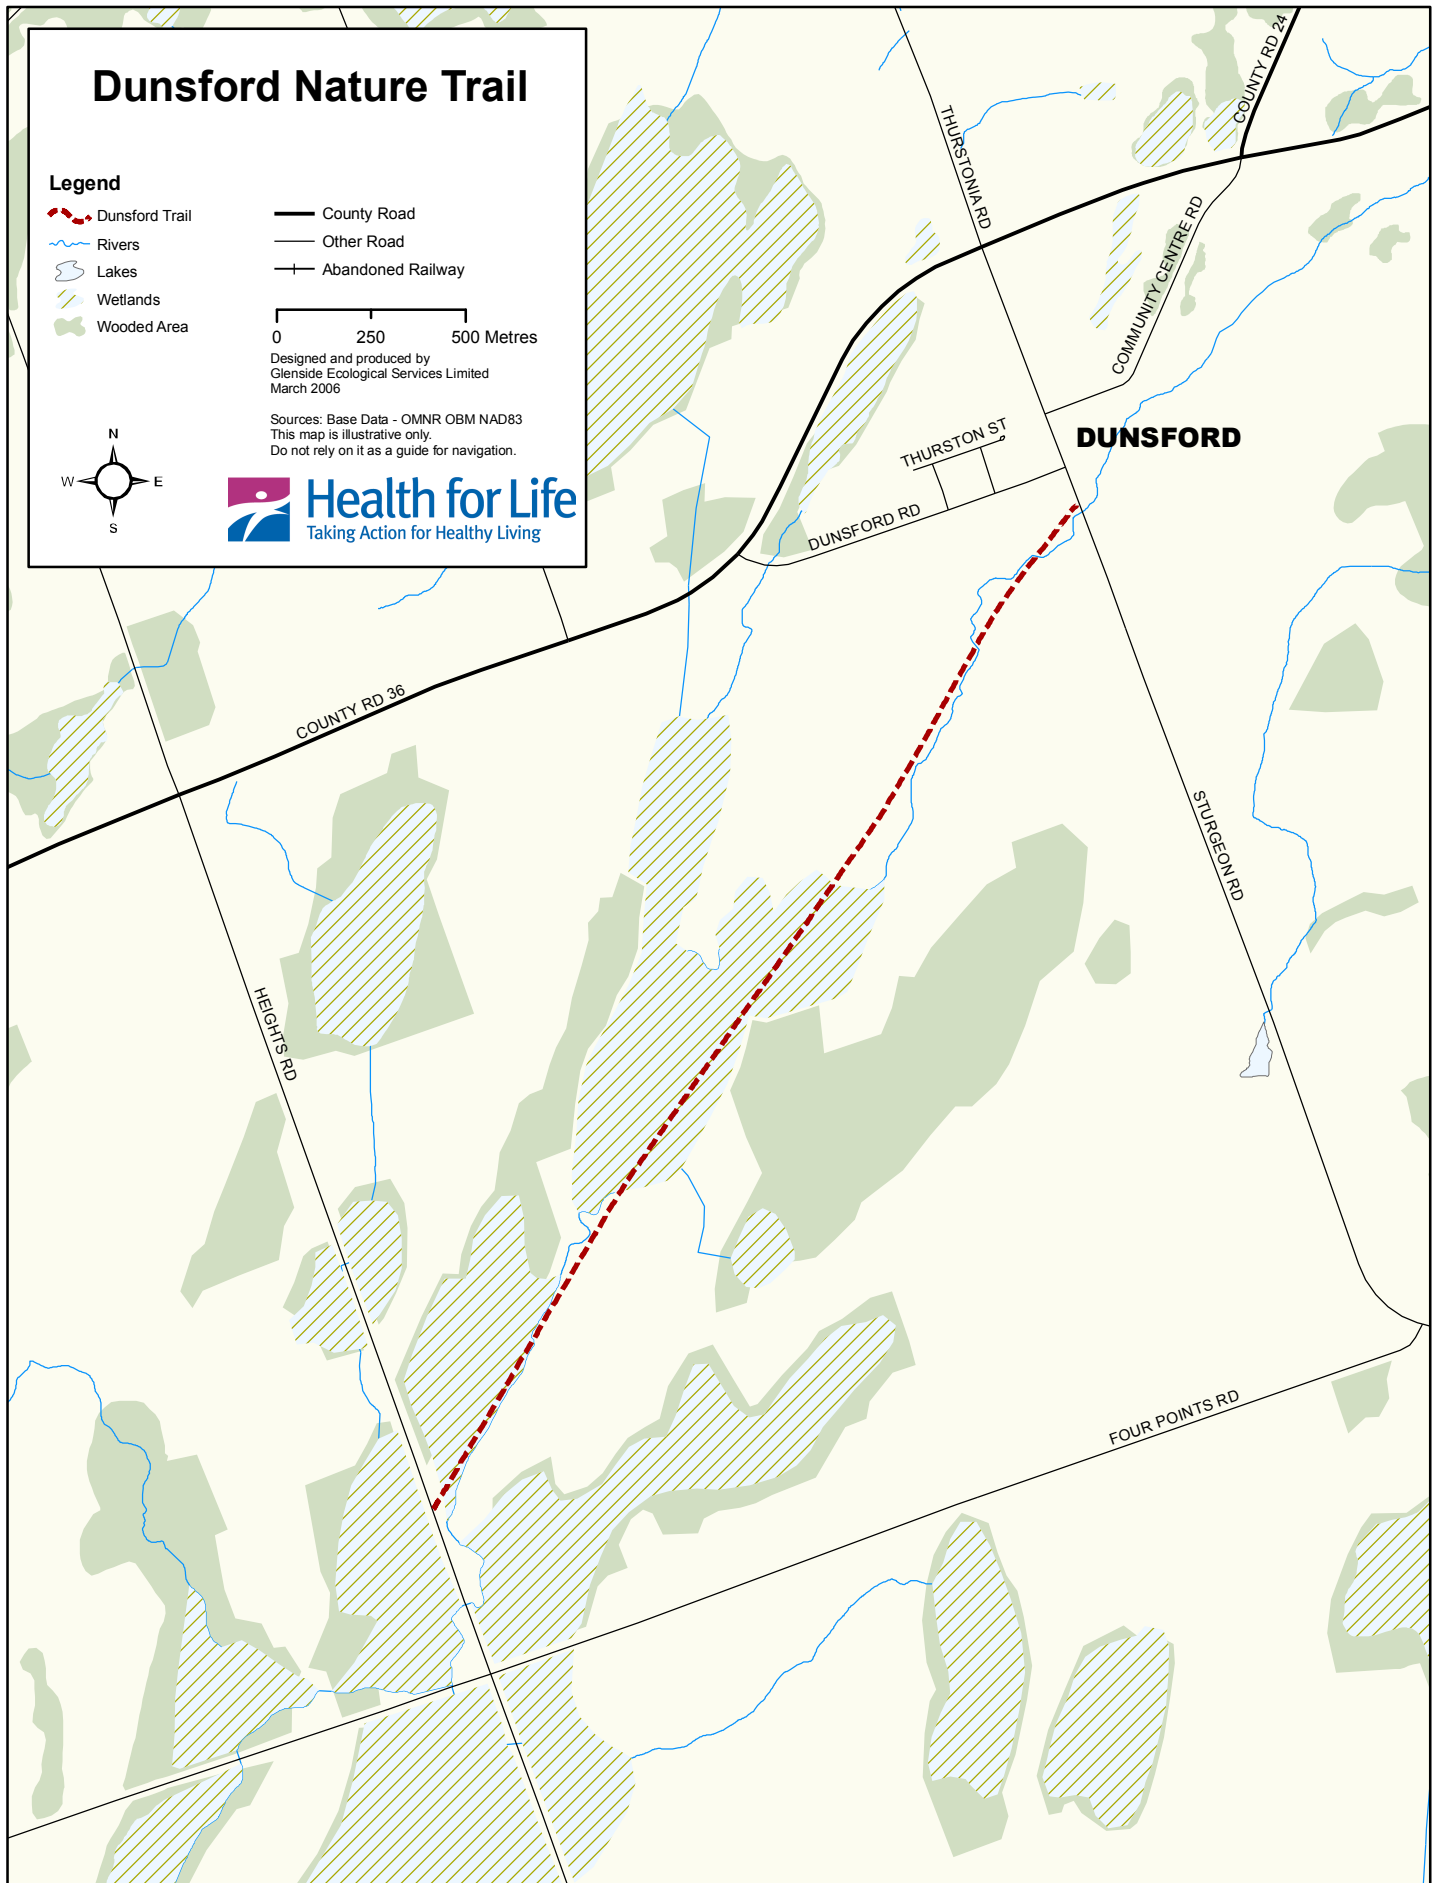 Dunsford Nature Trail
Legend
Dunsford Trail
Rivers
Lakes
Wetlands
Wooded Area
County Road
Other Road
Abandoned Railway
0 250 500 Metres
Designed and produced by
Glenside Ecological Services Limited
March 2006
Sources: Base Data - OMNR OBM NAD83
This map is illustrative only.
Do not rely on it as a guide for navigation.
N
W E
S
Health for Life
Taking Action for Healthy Living
COUNTY RD 24
THURSTONIA RD
COMMUNITY CENTRE RD
DUNSFORD
THURSTON ST
DUNSFORD RD
COUNTY RD 36
STURGEON RD
HEIGHTS RD
FOUR POINTS RD